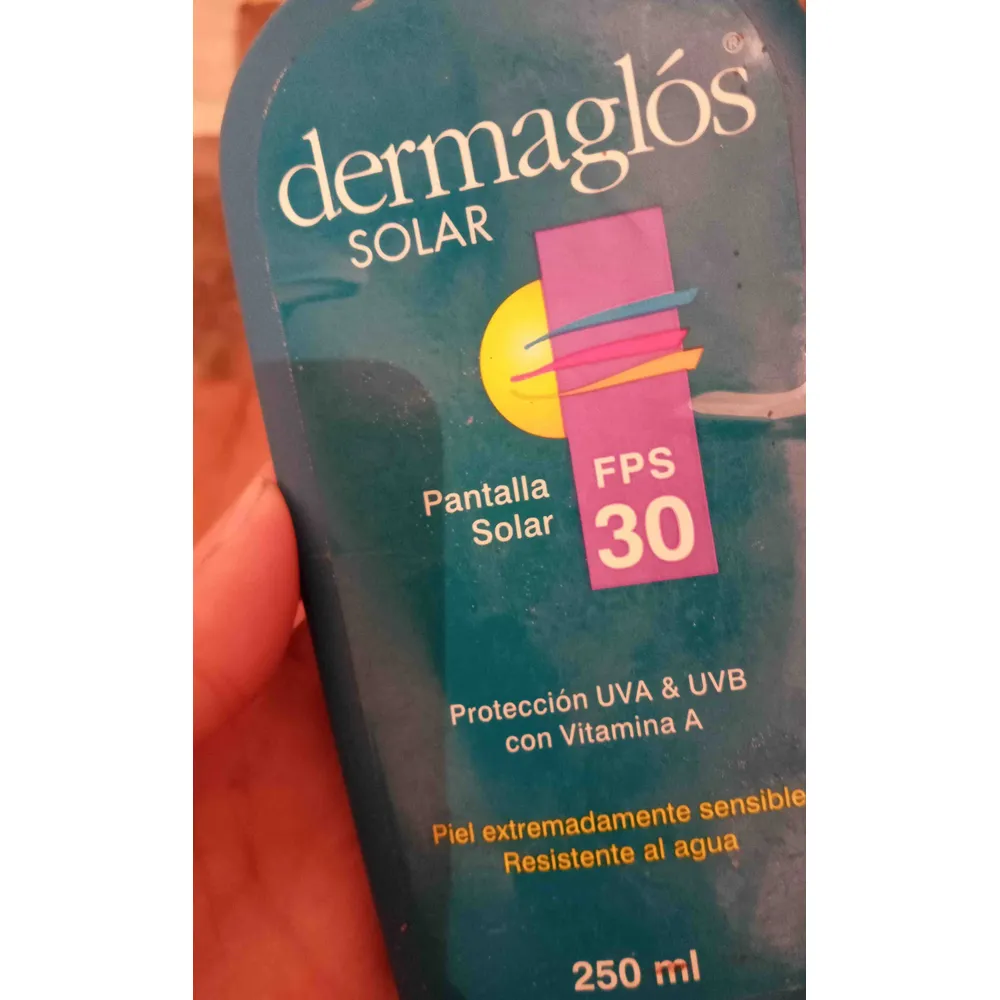 dermaglós®
SOLAR
Pantalla
Solar
FPS
30
Protección UVA & UVB
con Vitamina A
Piel extremadamente sensible
Resistente al agua
250 ml